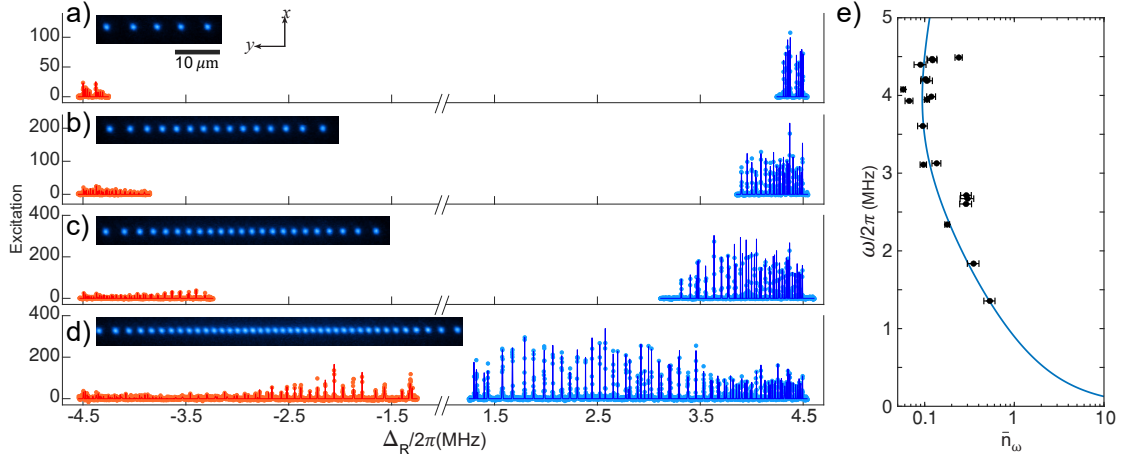 a)
10 μm
x
y
100
50
0
b)
200
100
0
c)
400
200
0
d)
400
200
0
Excitation
-4.5 -3.5 -2.5 -1.5 1.5 2.5 3.5 4.5
Δ_R/2π(MHz)
e)
5
4
3
2
1
0
ω/2π (MHz)
0.1 1 10
n̄_ω